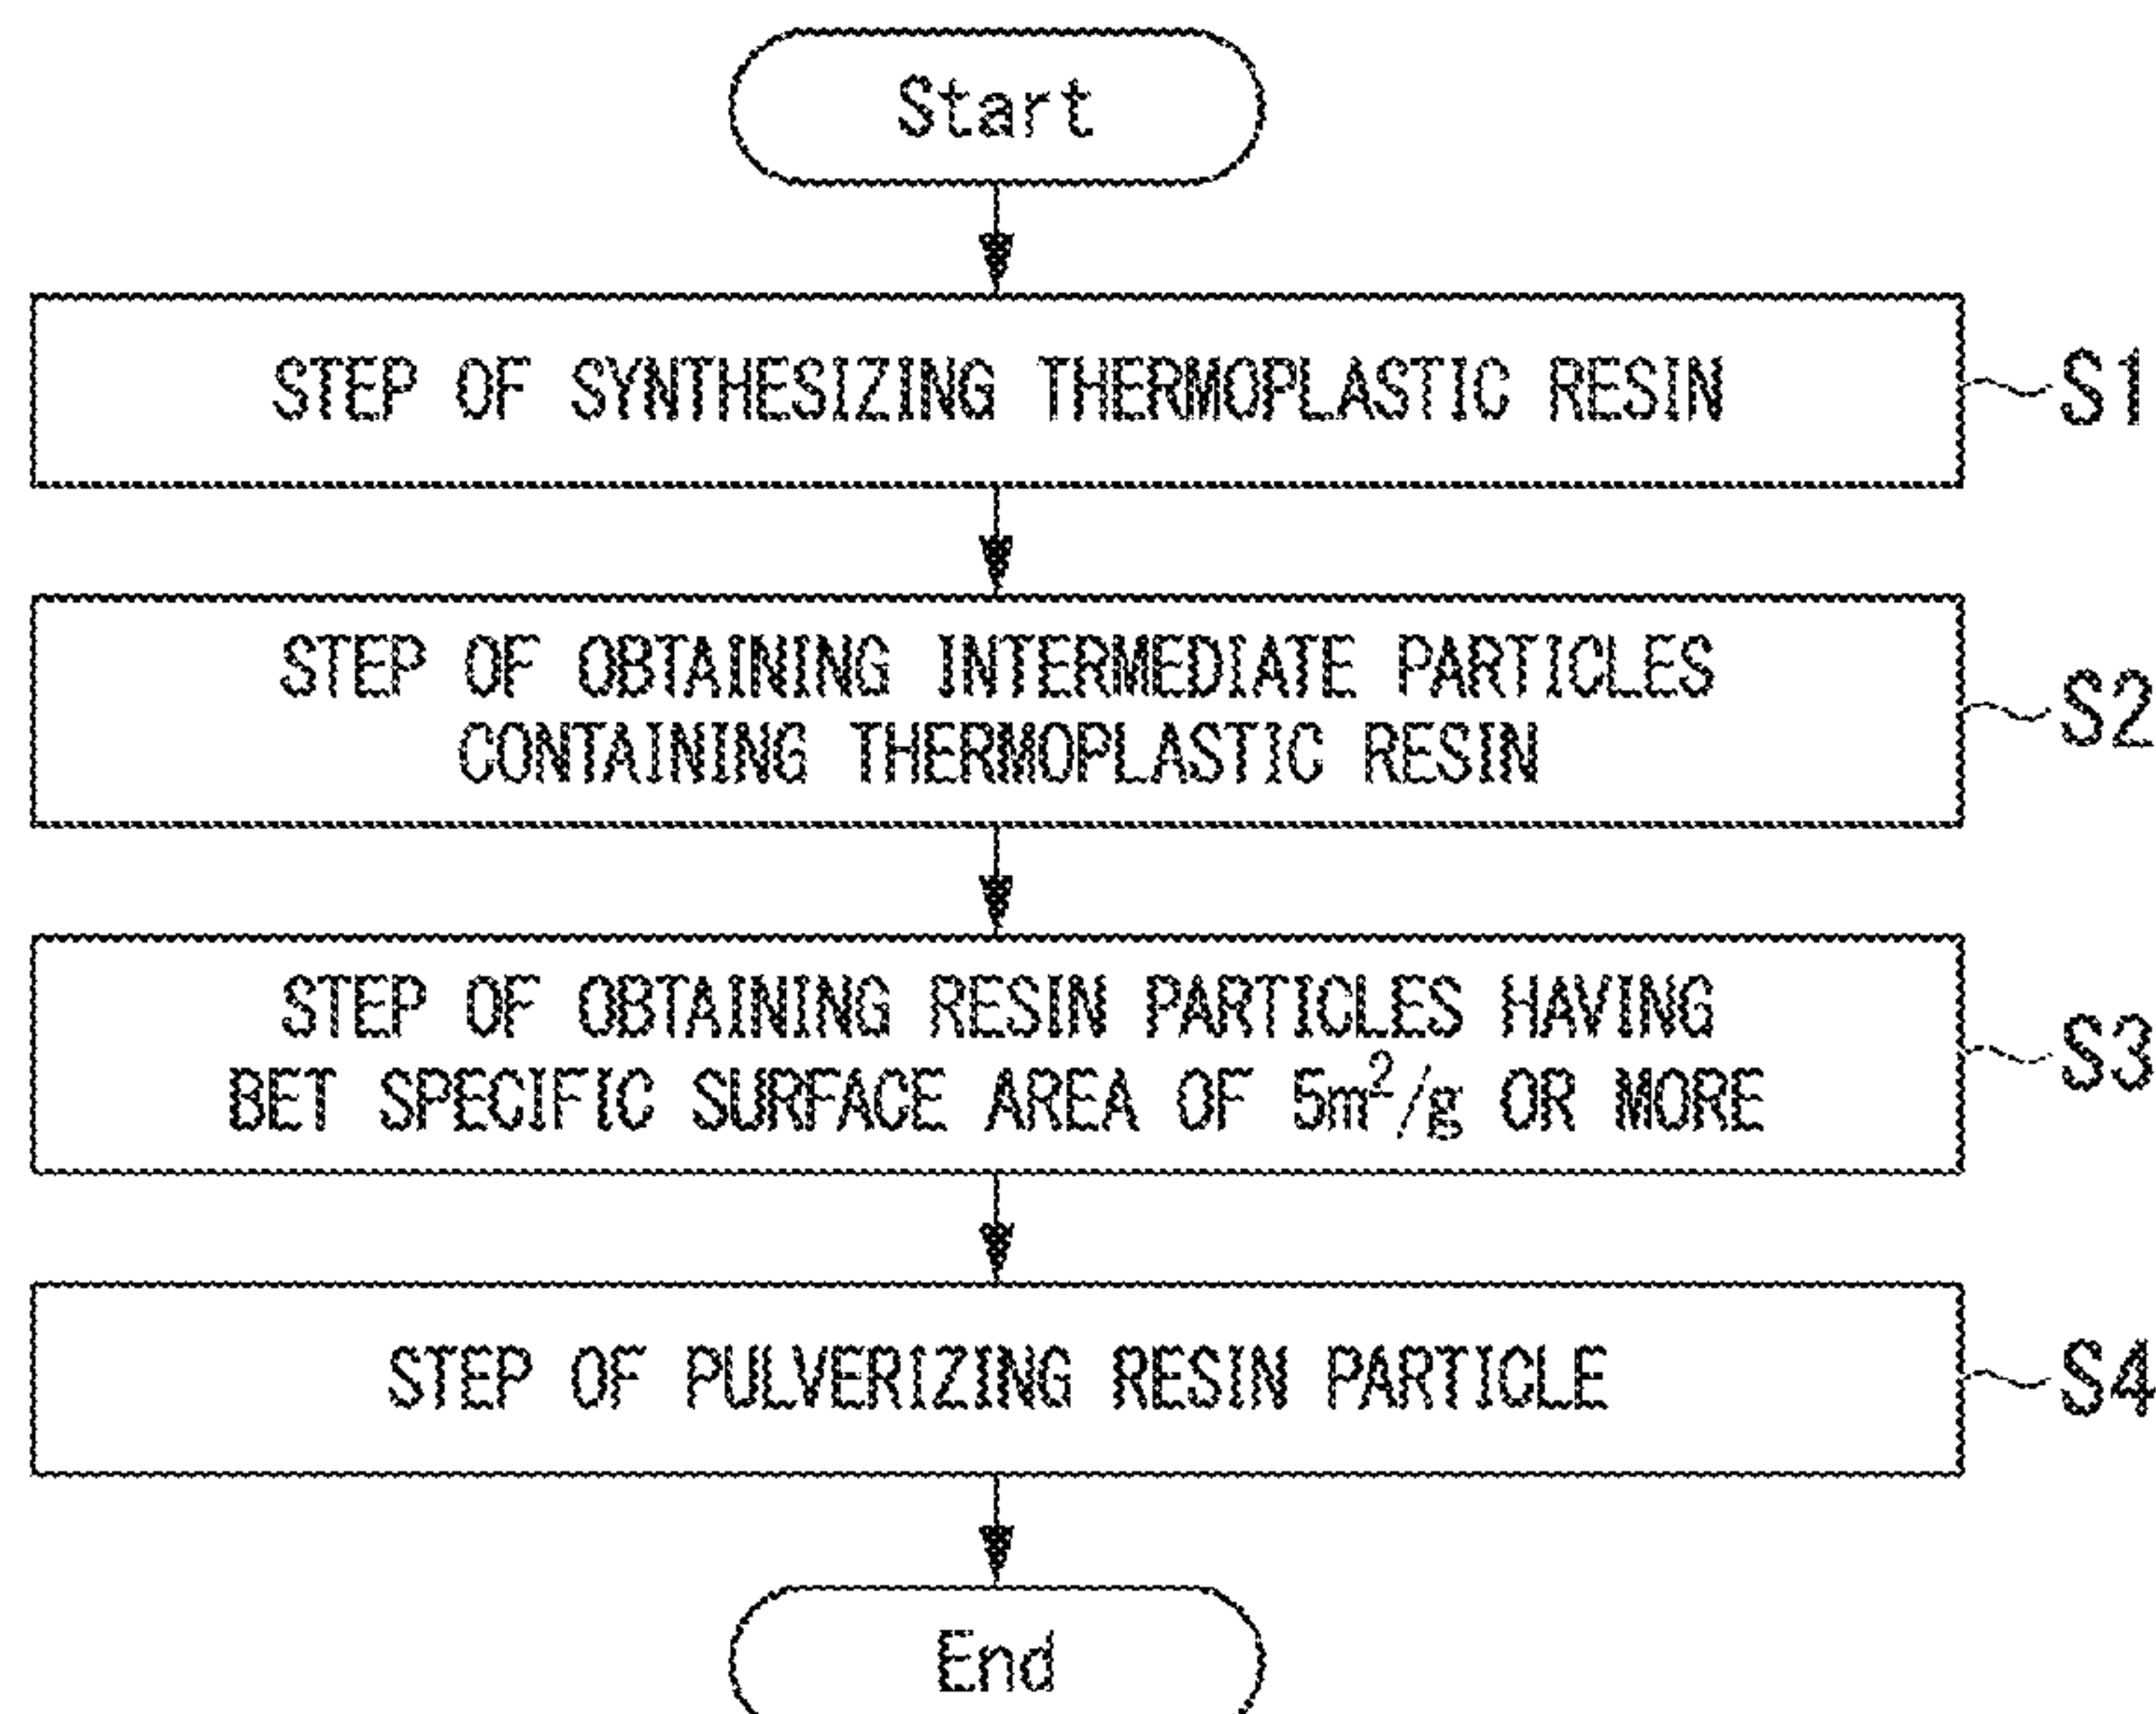 Start
STEP OF SYNTHESIZING THERMOPLASTIC RESIN
S1
STEP OF OBTAINING INTERMEDIATE PARTICLES
CONTAINING THERMOPLASTIC RESIN
S2
STEP OF OBTAINING RESIN PARTICLES HAVING
BET SPECIFIC SURFACE AREA OF 5m²/g OR MORE
S3
STEP OF PULVERIZING RESIN PARTICLE
S4
End